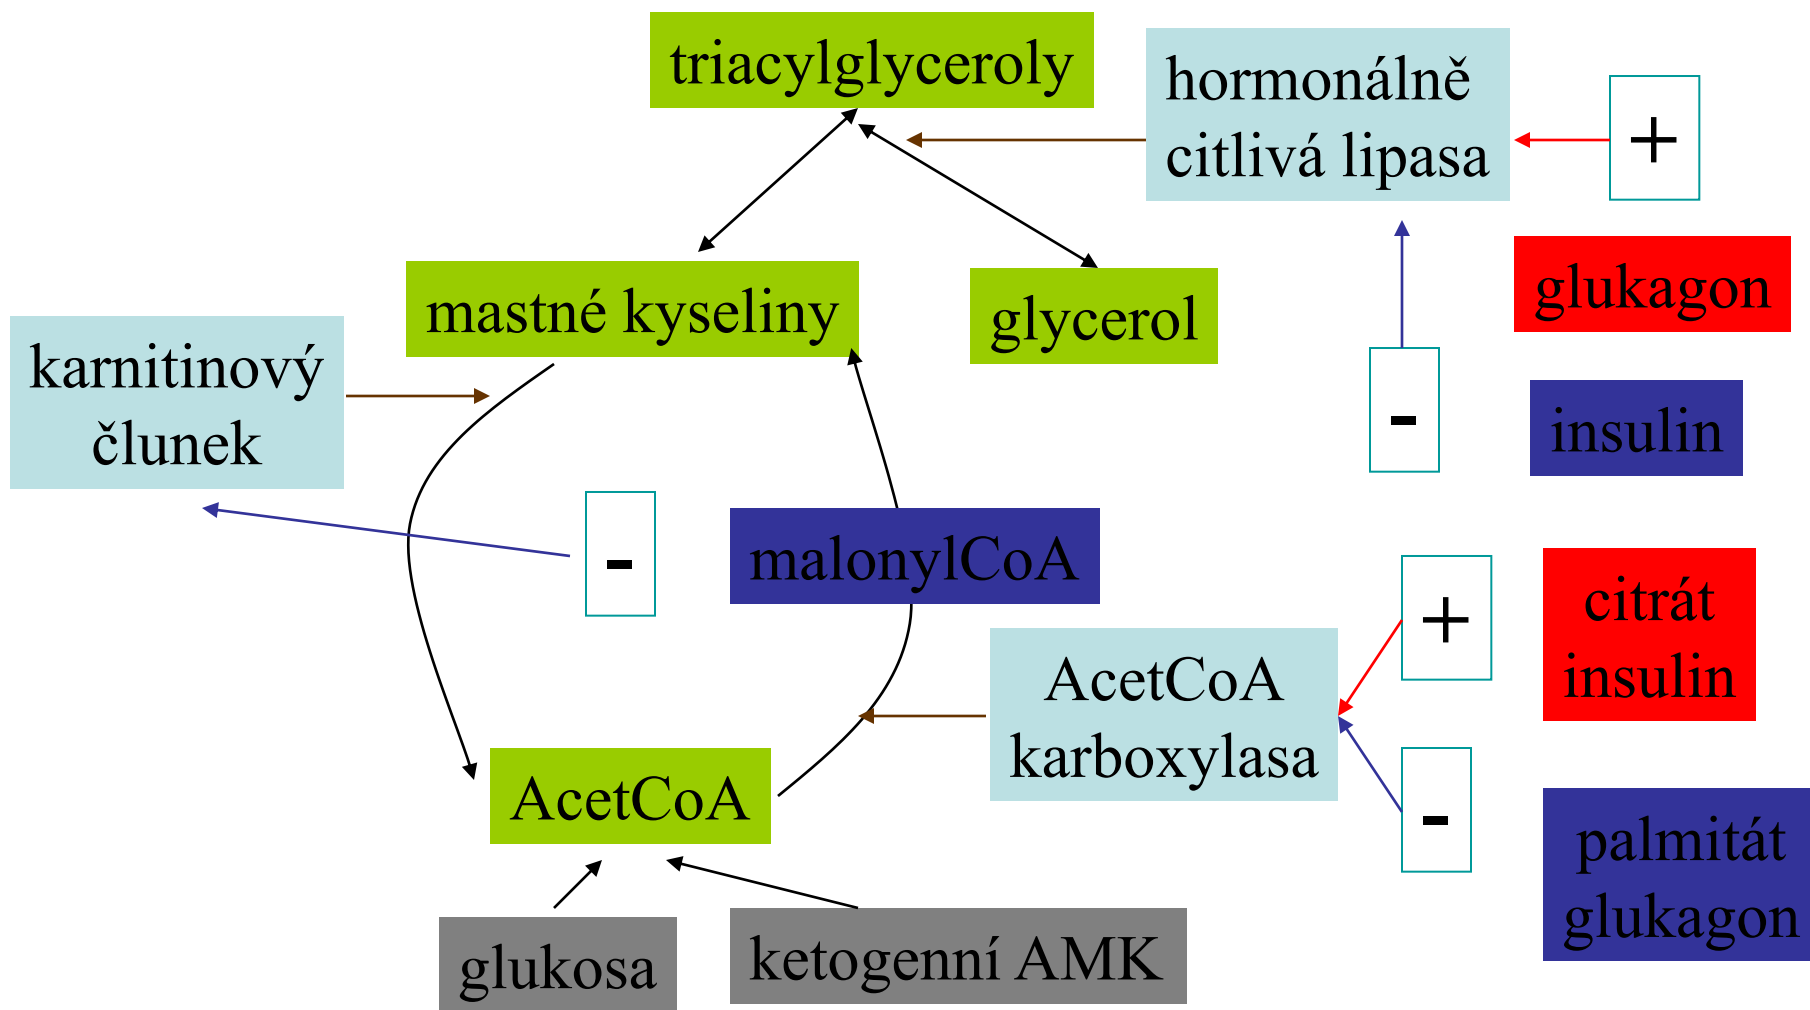 triacylglyceroly
hormonálně
citlivá lipasa
+
glukagon
mastné kyseliny
glycerol
karnitinový
člunek
-
insulin
-
malonylCoA
+
citrát
insulin
AcetCoA
karboxylasa
AcetCoA
-
palmitát
glukagon
glukosa
ketogenní AMK